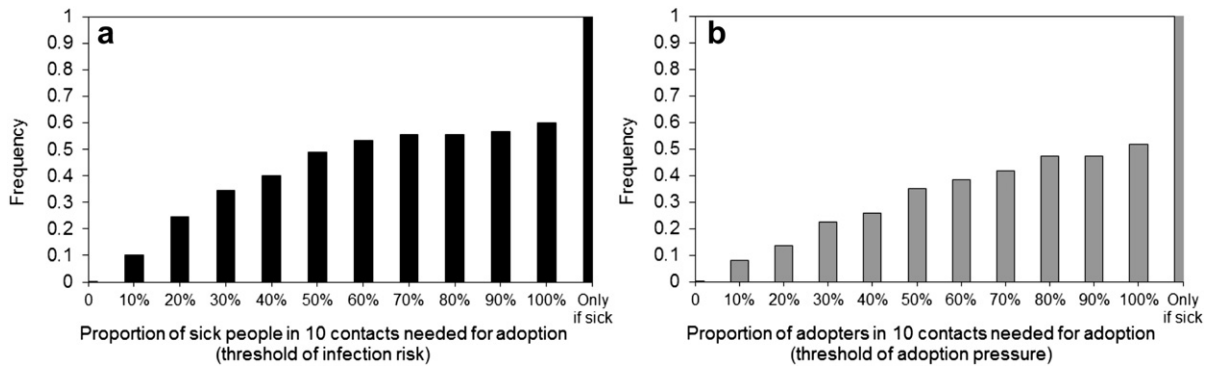 a
1
0.9
0.8
0.7
0.6
0.5
0.4
0.3
0.2
0.1
0
Frequency
0 10% 20% 30% 40% 50% 60% 70% 80% 90% 100% Only
if sick
Proportion of sick people in 10 contacts needed for adoption
(threshold of infection risk)
b
1
0.9
0.8
0.7
0.6
0.5
0.4
0.3
0.2
0.1
0
Frequency
0 10% 20% 30% 40% 50% 60% 70% 80% 90% 100% Only
if sick
Proportion of adopters in 10 contacts needed for adoption
(threshold of adoption pressure)